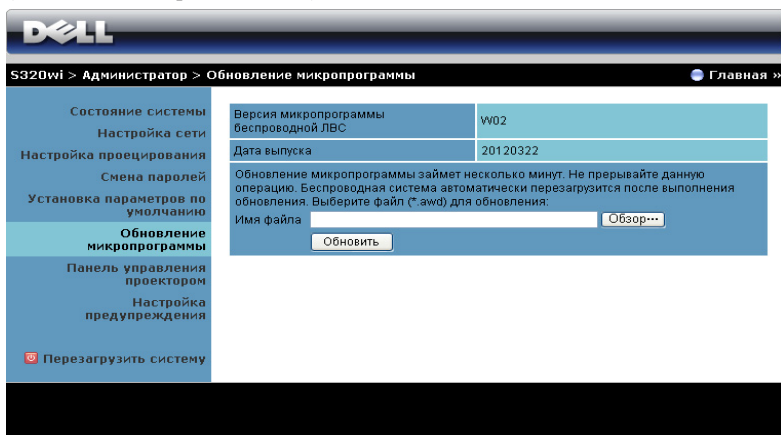 DELL
S320wi > Администратор > Обновление микропрограммы
Главная »
Состояние системы
Настройка сети
Настройка проецирования
Смена паролей
Установка параметров по
умолчанию
Обновление
микропрограммы
Панель управления
проектором
Настройка
предупреждения
Перезагрузить систему
Версия микропрограммы
беспроводной ЛВС
W02
Дата выпуска
20120322
Обновление микропрограммы займет несколько минут. Не прерывайте данную
операцию. Беспроводная система автоматически перезагрузится после выполнения
обновления. Выберите файл (*.awd) для обновления:
Имя файла
Обзор...
Обновить